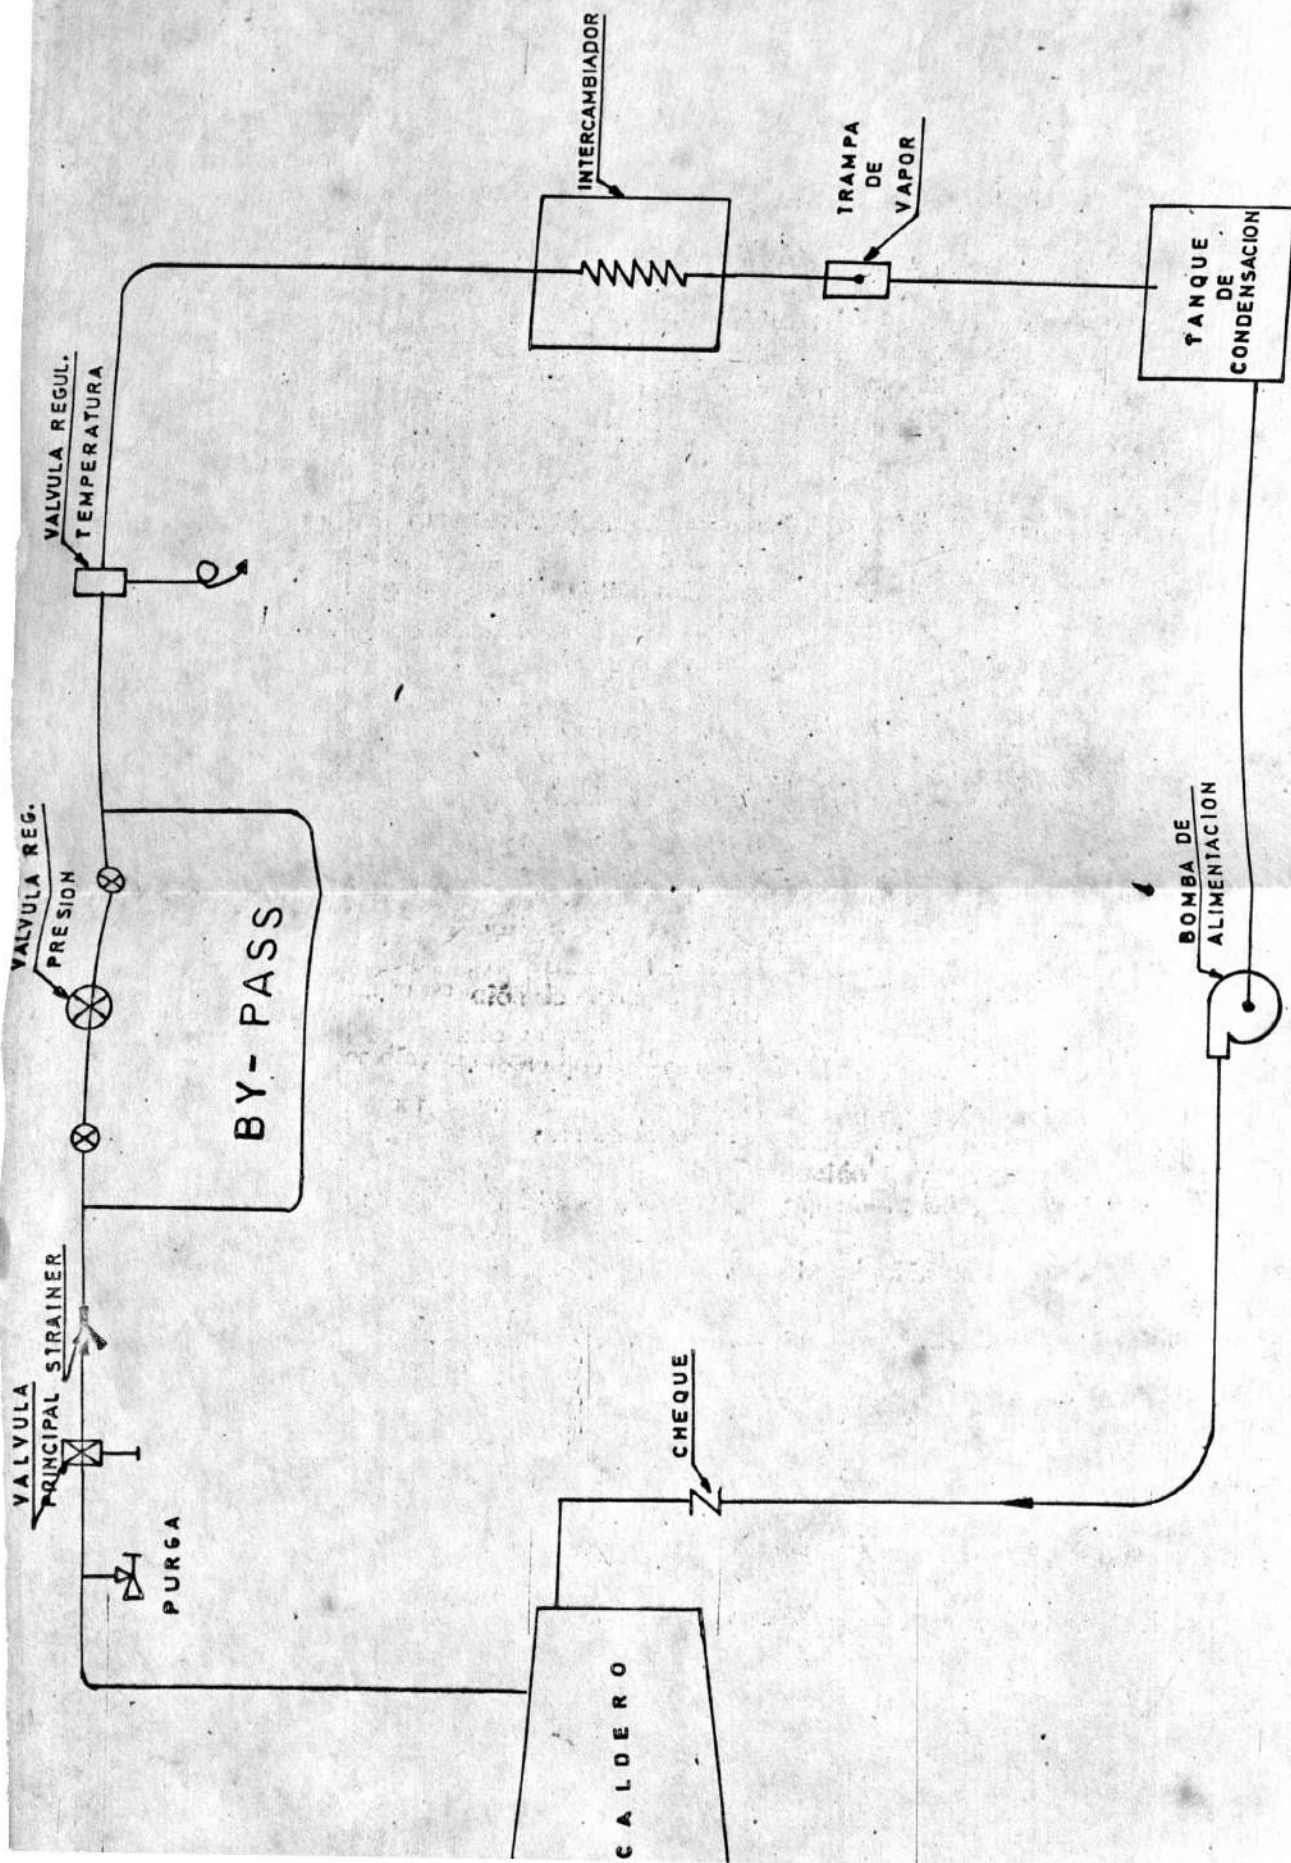 CALDERO
PURGA
VALVULA
PRINCIPAL
STRAINER
BY-PASS
VALVULA REG.
PRESION
VALVULA REGUL.
TEMPERATURA
INTERCAMBIADOR
TRAMPA
DE
VAPOR
TANQUE
DE
CONDENSACION
BOMBA DE
ALIMENTACION
CHEQUE